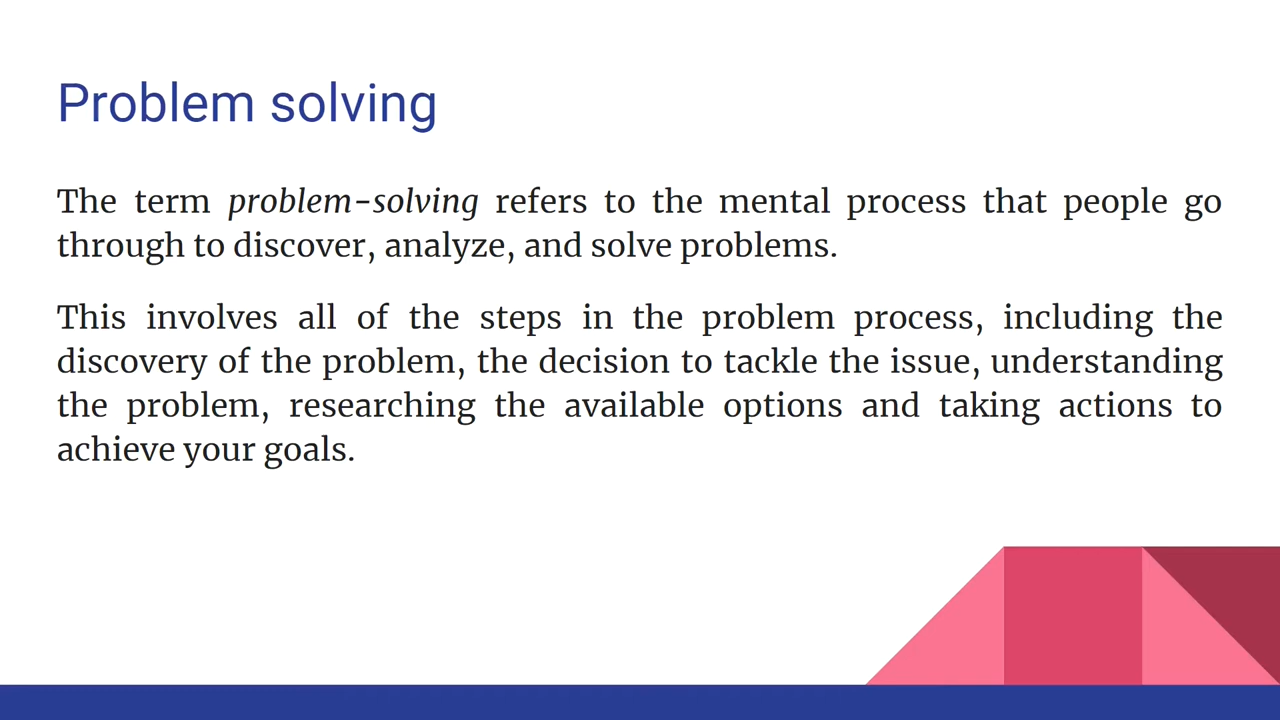 Problem solving
The term problem-solving refers to the mental process that people go
through to discover, analyze, and solve problems.
This involves all of the steps in the problem process, including the
discovery of the problem, the decision to tackle the issue, understanding
the problem, researching the available options and taking actions to
achieve your goals.